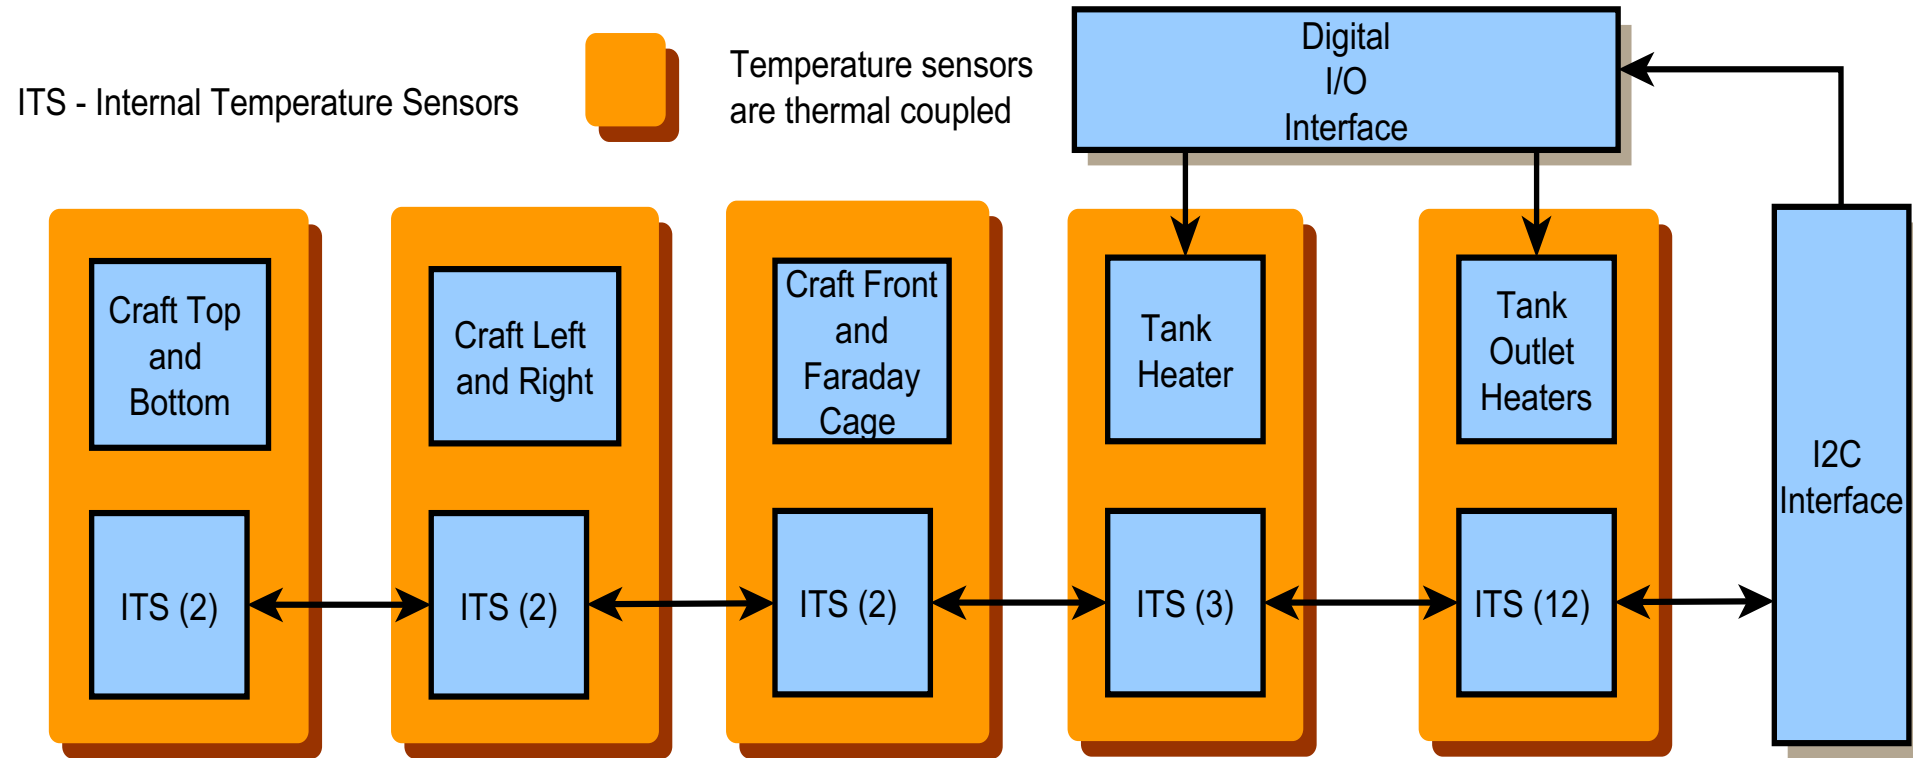 ITS - Internal Temperature Sensors
Temperature sensors
are thermal coupled
Digital
I/O
Interface
Craft Top
and
Bottom
Craft Left
and Right
Craft Front
and
Faraday
Cage
Tank
Heater
Tank
Outlet
Heaters
I2C
Interface
ITS (2)
ITS (2)
ITS (2)
ITS (3)
ITS (12)